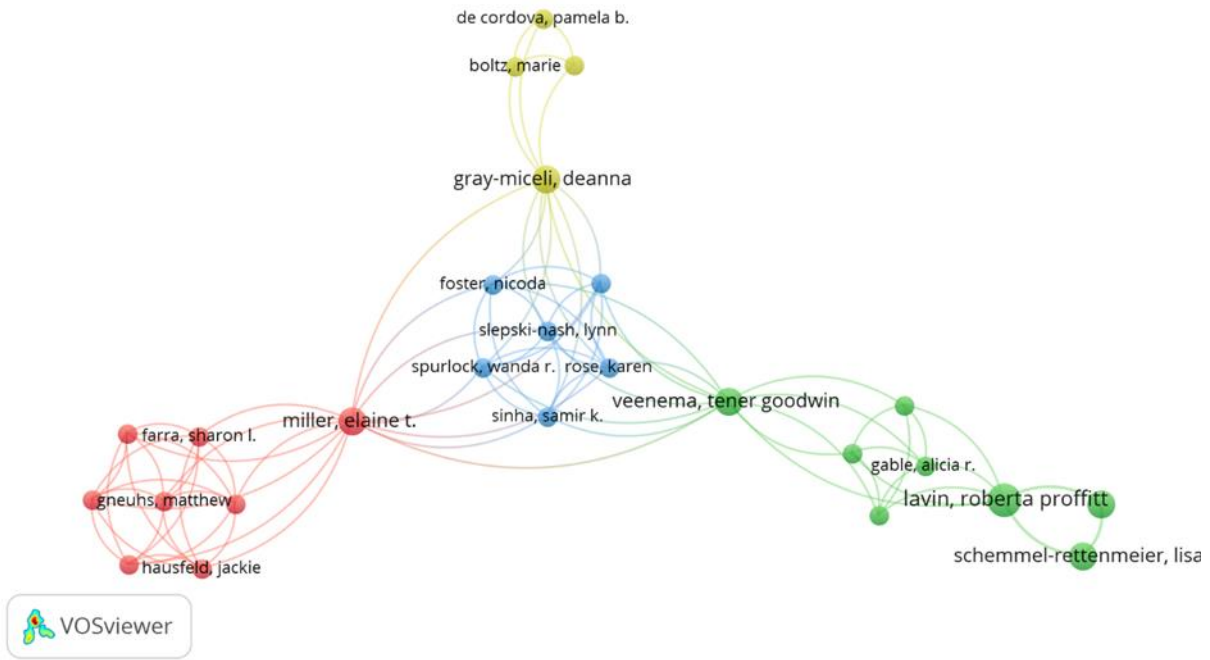 de cordova, pamela b.
boltz, marie
gray-miceli, deanna
foster, nicoda
slepski-nash, lynn
spurlock, wanda r. rose, karen
sinha, samir k.
veenema, tener goodwin
miller, elaine t.
farra, sharon l.
gable, alicia r.
gneuhs, matthew
lavin, roberta proffitt
schemmel-rettenmeier, lisa
hausfeld, jackie
VOSviewer